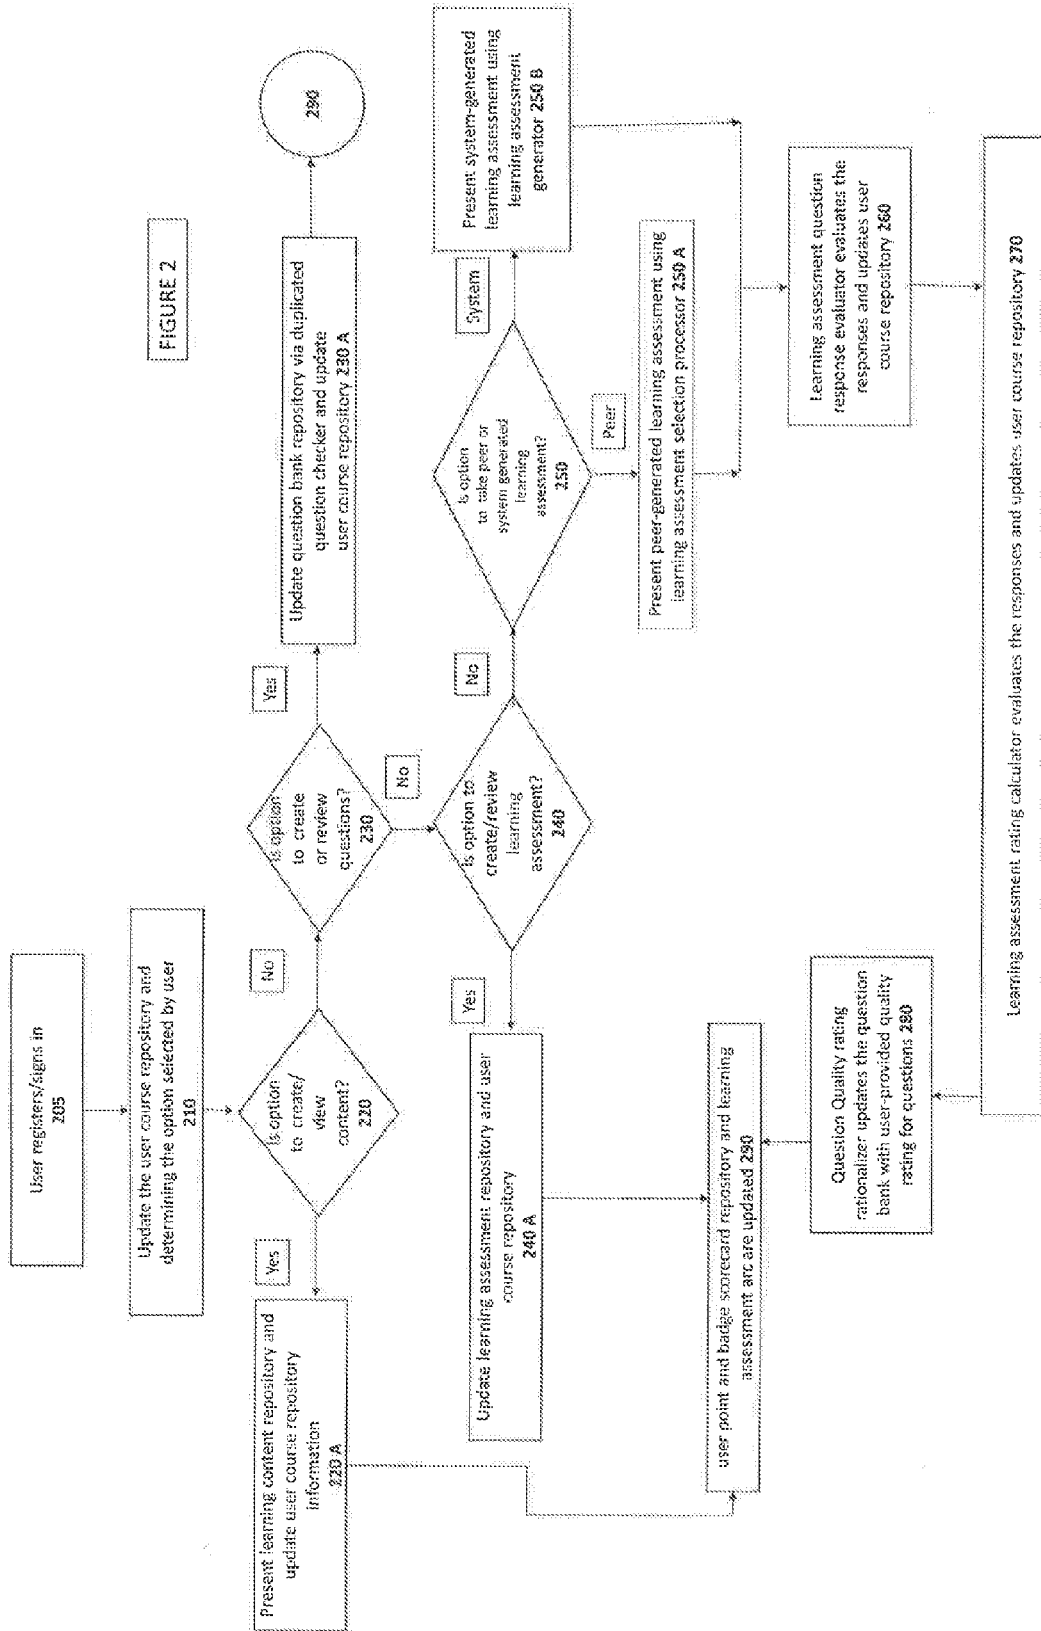 FIGURE 2
User registers/signs in
205
Update the user course repository and
determining the option selected by user
210
Is option
to create/
view
content?
220
Yes
No
Present learning content repository and
update user course repository
information
220 A
Is option
to create
or review
questions?
230
Yes
No
Update question bank repository via duplicated
question checker and update
user course repository 230 A
290
Is option to
create/review
learning
assessment?
240
Yes
No
Update learning assessment repository and user
course repository
240 A
Is option
to take peer or
system generated
learning
assessment?
250
System
Peer
Present system-generated
learning assessment using
learning assessment
generator 250 B
Present peer-generated learning assessment using
learning assessment selection processor 250 A
Learning assessment question
response evaluator evaluates the
responses and updates user
course repository 260
Learning assessment rating calculator evaluates the responses and updates user course repository 270
Question Quality rating
rationalizer updates the question
bank with user-provided quality
rating for questions 280
user point and badge scorecard repository and learning
assessment arc are updated 290